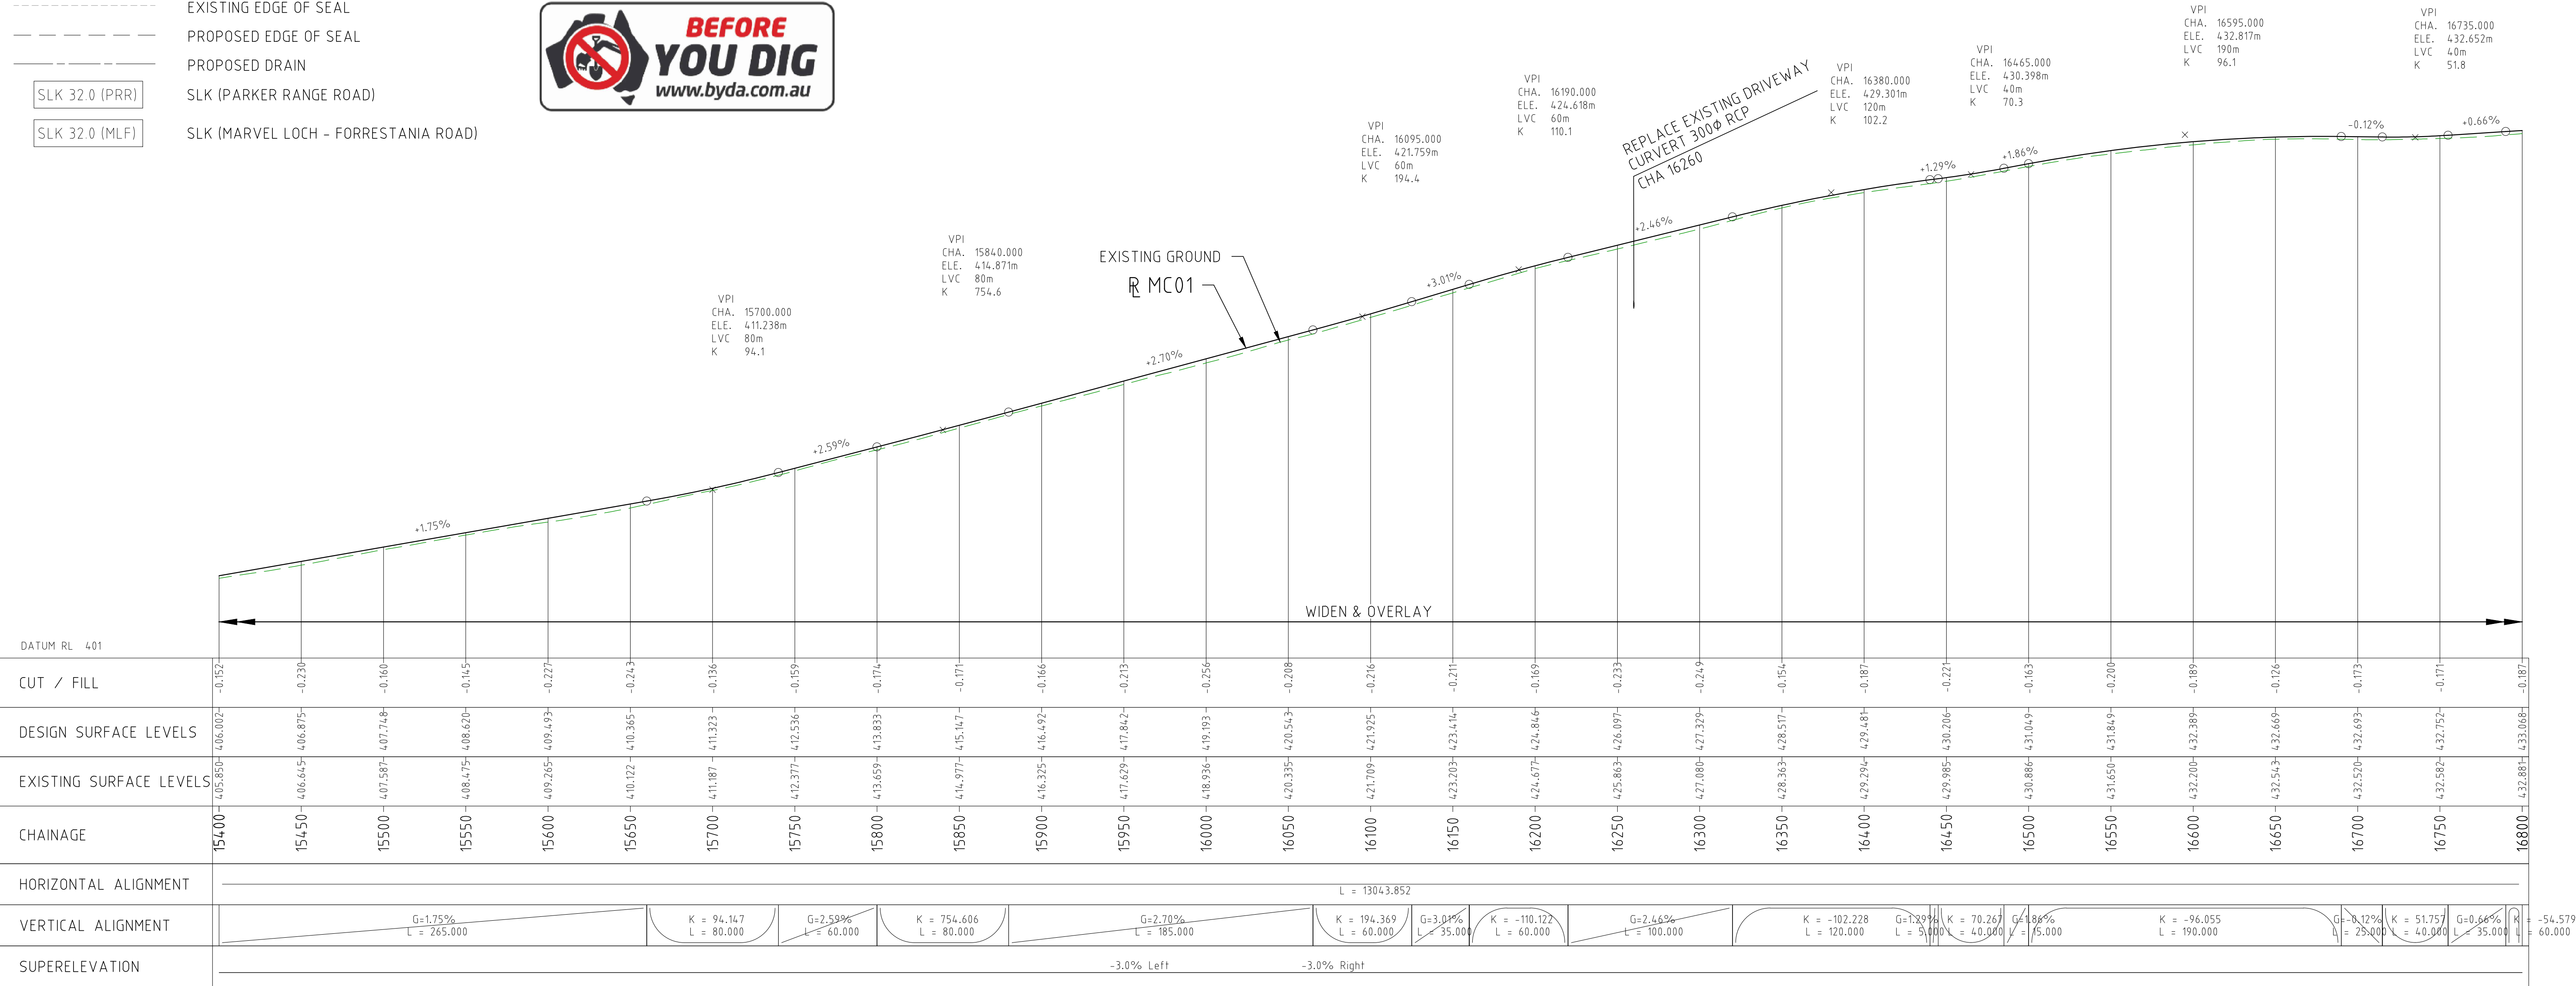 EXISTING EDGE OF SEAL
PROPOSED EDGE OF SEAL
PROPOSED DRAIN
SLK 32.0 (PRR) SLK (PARKER RANGE ROAD)
SLK 32.0 (MLF) SLK (MARVEL LOCH - FORRESTANIA ROAD)
BEFORE
YOU DIG
www.byda.com.au
VPI
CHA. 15700.000
ELE. 411.238m
LVC 80m
K 94.1
VPI
CHA. 15840.000
ELE. 414.871m
LVC 80m
K 754.6
VPI
CHA. 16095.000
ELE. 421.759m
LVC 60m
K 194.4
VPI
CHA. 16190.000
ELE. 424.618m
LVC 60m
K 110.1
VPI
CHA. 16380.000
ELE. 429.301m
LVC 120m
K 102.2
VPI
CHA. 16465.000
ELE. 430.398m
LVC 40m
K 70.3
VPI
CHA. 16595.000
ELE. 432.817m
LVC 190m
K 96.1
VPI
CHA. 16735.000
ELE. 432.652m
LVC 40m
K 51.8
REPLACE EXISTING DRIVEWAY
CURVERT 300Ø RCP
CHA 16260
EXISTING GROUND
PL MC01
+1.75%
+2.59%
+2.70%
+3.01%
+2.46%
+1.29%
+1.86%
-0.12%
+0.66%
WIDEN & OVERLAY
DATUM RL 401
CUT / FILL -0.152 -0.230 -0.160 -0.145 -0.227 -0.243 -0.136 -0.159 -0.174 -0.171 -0.166 -0.213 -0.256 -0.208 -0.216 -0.211 -0.169 -0.233 -0.249 -0.154 -0.187 -0.221 -0.163 -0.200 -0.189 -0.126 -0.173 -0.171 -0.187
DESIGN SURFACE LEVELS 406.002 406.875 407.748 408.620 409.493 410.365 411.323 412.536 413.833 415.147 416.492 417.842 419.193 420.543 421.925 423.414 424.846 426.097 427.329 428.517 429.481 430.206 431.049 431.849 432.389 432.669 432.693 432.752 433.068
EXISTING SURFACE LEVELS 405.850 406.645 407.587 408.475 409.265 410.122 411.187 412.377 413.659 414.977 416.325 417.629 418.936 420.335 421.709 423.203 424.677 425.863 427.080 428.363 429.294 429.985 430.886 431.650 432.200 432.543 432.520 432.582 432.881
CHAINAGE 15400 15450 15500 15550 15600 15650 15700 15750 15800 15850 15900 15950 16000 16050 16100 16150 16200 16250 16300 16350 16400 16450 16500 16550 16600 16650 16700 16750 16800
HORIZONTAL ALIGNMENT L = 13043.852
VERTICAL ALIGNMENT
G=1.75% K = 94.147 G=2.59% K = 754.606 G=2.70% K = 194.369 G=3.01% K = -110.122 G=2.46% K = -102.228 G=1.29% K = 70.267 G=1.86% K = -96.055 G=-0.12% K = 51.757 G=0.66% K = -54.579
L = 265.000 L = 80.000 L = 60.000 L = 80.000 L = 185.000 L = 60.000 L = 35.000 L = 60.000 L = 100.000 L = 120.000 L = 5.000 L = 40.000 L = 15.000 L = 190.000 L = 25.000 L = 40.000 L = 35.000 L = 60.000
SUPERELEVATION -3.0% Left -3.0% Right